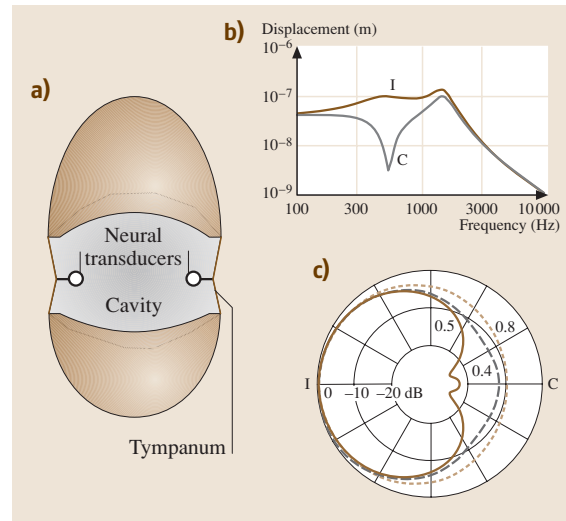 a)
Neural
transducers
Cavity
Tympanum
b)
Displacement (m)
10⁻⁶
10⁻⁷
10⁻⁸
10⁻⁹
I
C
100 300 1000 3000 10 000
Frequency (Hz)
c)
0.5 0.8
0.4
I 0 –10 –20 dB C